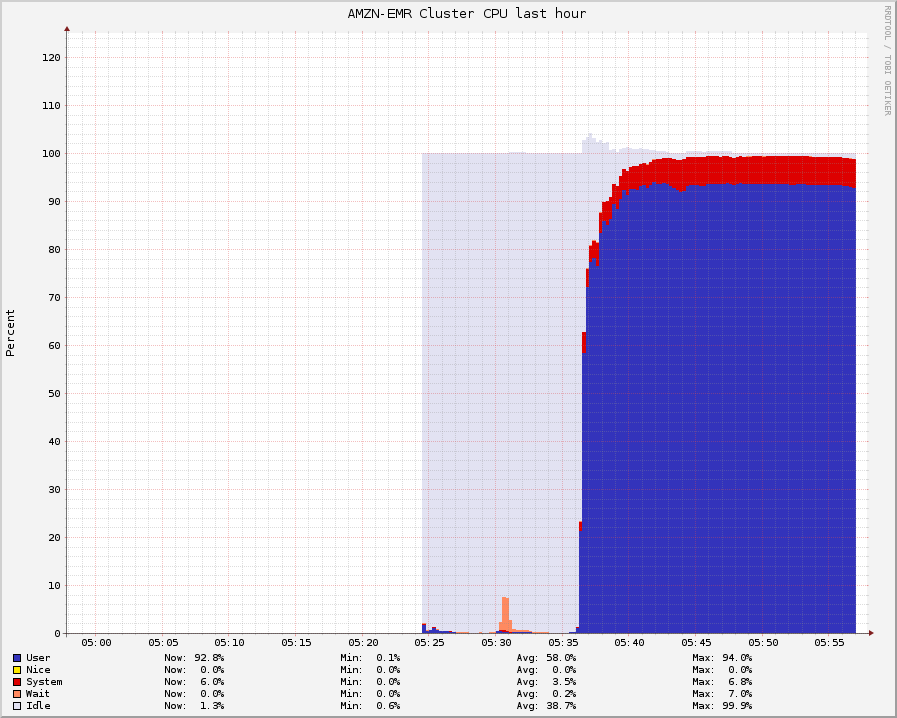 AMZN-EMR Cluster CPU last hour
RRDTOOL / TOBI OETIKER
Percent
120
110
100
90
80
70
60
50
40
30
20
10
0
05:00 05:05 05:10 05:15 05:20 05:25 05:30 05:35 05:40 05:45 05:50 05:55
User Now: 92.8% Min: 0.1% Avg: 58.0% Max: 94.0%
Nice Now: 0.0% Min: 0.0% Avg: 0.0% Max: 0.0%
System Now: 6.0% Min: 0.0% Avg: 3.5% Max: 6.8%
Wait Now: 0.0% Min: 0.0% Avg: 0.2% Max: 7.0%
Idle Now: 1.3% Min: 0.6% Avg: 38.7% Max: 99.9%